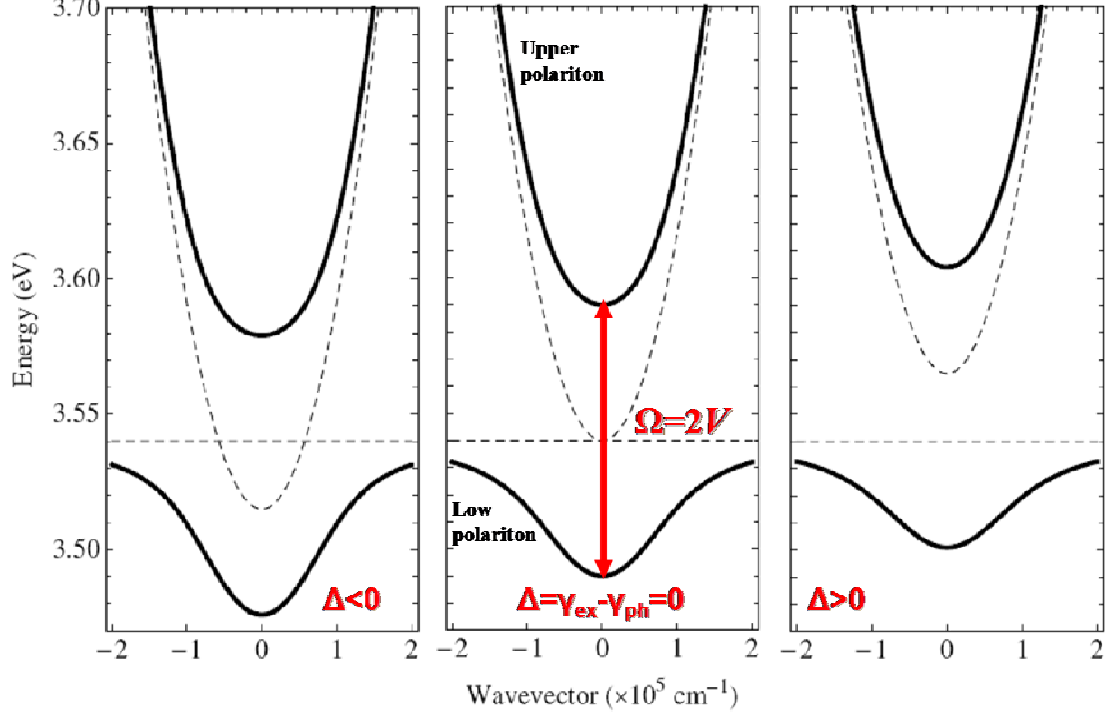 3.70
3.65
3.60
3.55
3.50
Energy (eV)
Upper
polariton
Ω=2V
Low
polariton
Δ<0
Δ=γex-γph=0
Δ>0
−2 −1 0 1 2
−2 −1 0 1 2
−2 −1 0 1 2
Wavevector (×10⁵ cm⁻¹)